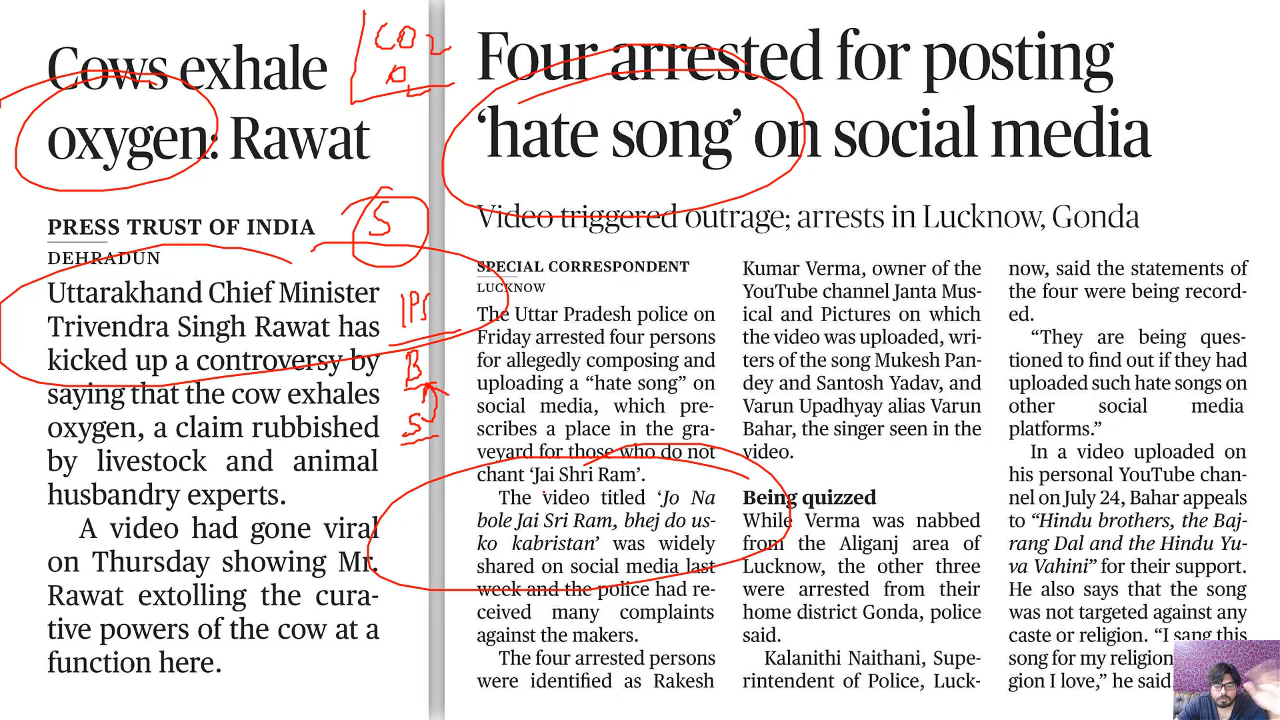 Cows exhale
oxygen: Rawat
PRESS TRUST OF INDIA
DEHRADUN
Uttarakhand Chief Minister
Trivendra Singh Rawat has
kicked up a controversy by
saying that the cow exhales
oxygen, a claim rubbished
by livestock and animal
husbandry experts.
A video had gone viral
on Thursday showing Mr.
Rawat extolling the cura-
tive powers of the cow at a
function here.
CO2
O2
S
IPS
B
S
Four arrested for posting
‘hate song’ on social media
Video triggered outrage; arrests in Lucknow, Gonda
SPECIAL CORRESPONDENT
LUCKNOW
The Uttar Pradesh police on
Friday arrested four persons
for allegedly composing and
uploading a “hate song” on
social media, which pre-
scribes a place in the gra-
veyard for those who do not
chant ‘Jai Shri Ram’.
The video titled ‘Jo Na
bole Jai Sri Ram, bhej do us-
ko kabristan’ was widely
shared on social media last
week and the police had re-
ceived many complaints
against the makers.
The four arrested persons
were identified as Rakesh
Kumar Verma, owner of the
YouTube channel Janta Mus-
ical and Pictures on which
the video was uploaded, wri-
ters of the song Mukesh Pan-
dey and Santosh Yadav, and
Varun Upadhyay alias Varun
Bahar, the singer seen in the
video.
Being quizzed
While Verma was nabbed
from the Aliganj area of
Lucknow, the other three
were arrested from their
home district Gonda, police
said.
Kalanithi Naithani, Supe-
rintendent of Police, Luck-
now, said the statements of
the four were being record-
ed.
“They are being ques-
tioned to find out if they had
uploaded such hate songs on
other social media
platforms.”
In a video uploaded on
his personal YouTube chan-
nel on July 24, Bahar appeals
to “Hindu brothers, the Baj-
rang Dal and the Hindu Yu-
va Vahini” for their support.
He also says that the song
was not targeted against any
caste or religion. “I sang this
song for my religion
gion I love,” he said